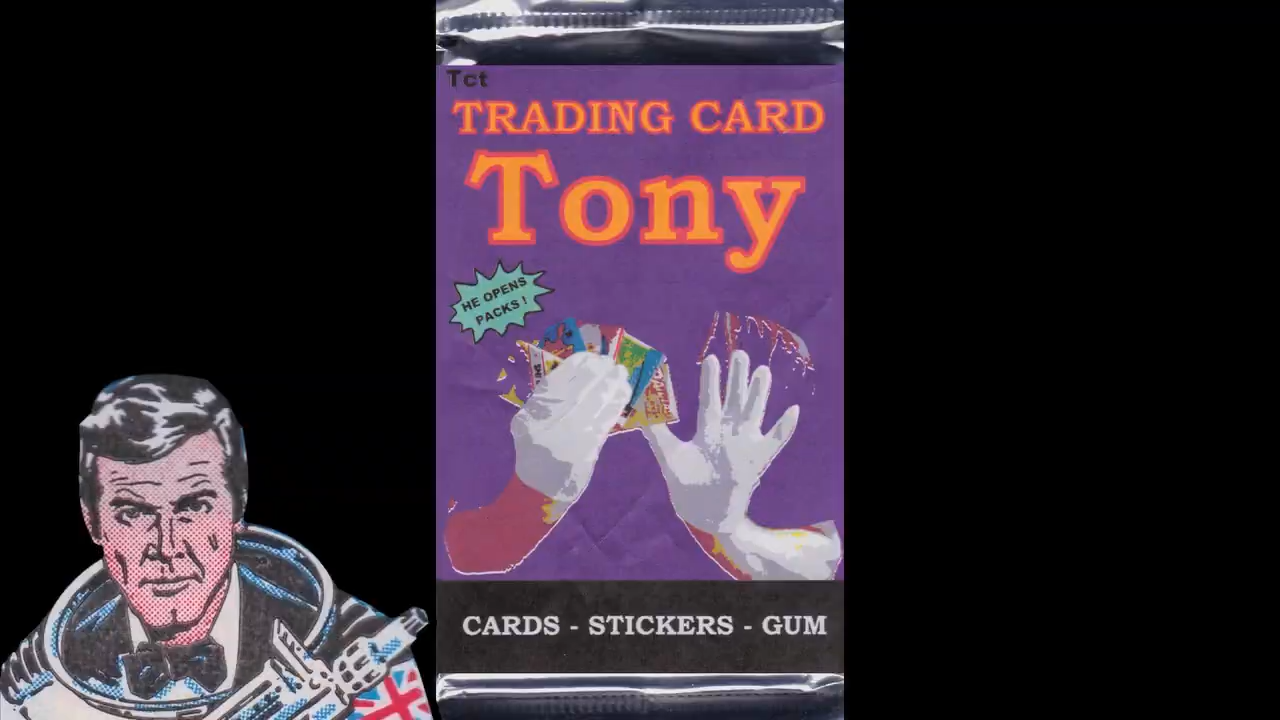 Tct
TRADING CARD
Tony
HE OPENS
PACKS !
CARDS - STICKERS - GUM